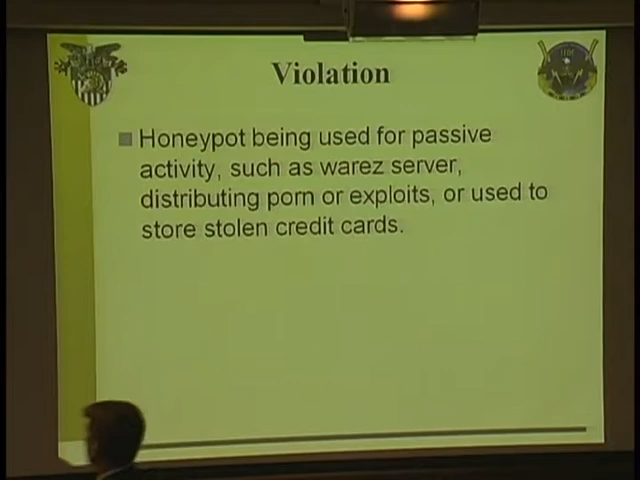 Violation
Honeypot being used for passive
activity, such as warez server,
distributing porn or exploits, or used to
store stolen credit cards.